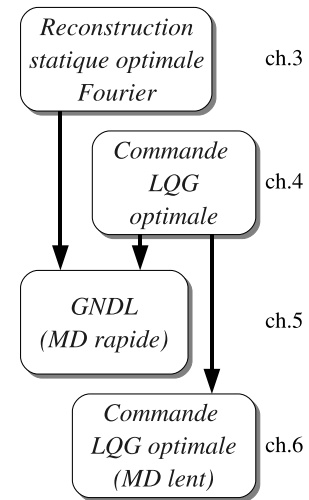 Reconstruction
statique optimale
Fourier
ch.3
Commande
LQG
optimale
ch.4
GNDL
(MD rapide)
ch.5
Commande
LQG optimale
(MD lent)
ch.6